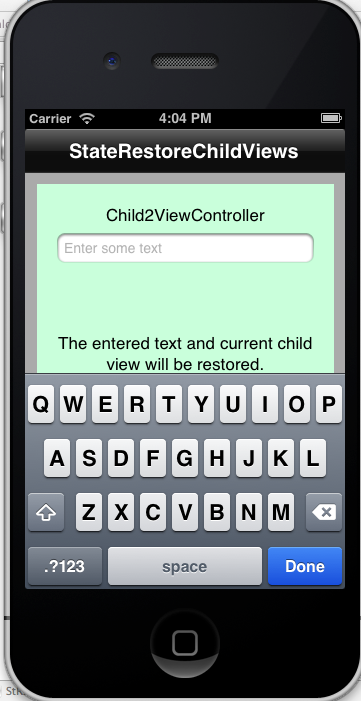 Carrier 4:04 PM
StateRestoreChildViews
Child2ViewController
Enter some text
The entered text and current child
view will be restored.
Q W E R T Y U I O P
A S D F G H J K L
Z X C V B N M
.?123 space Done